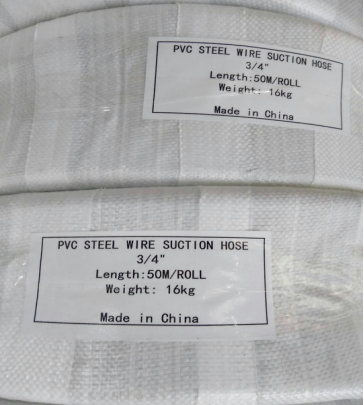 PVC STEEL WIRE SUCTION HOSE
3/4"
Length:50M/ROLL
Weight: 16kg
Made in China
PVC STEEL WIRE SUCTION HOSE
3/4"
Length:50M/ROLL
Weight: 16kg
Made in China